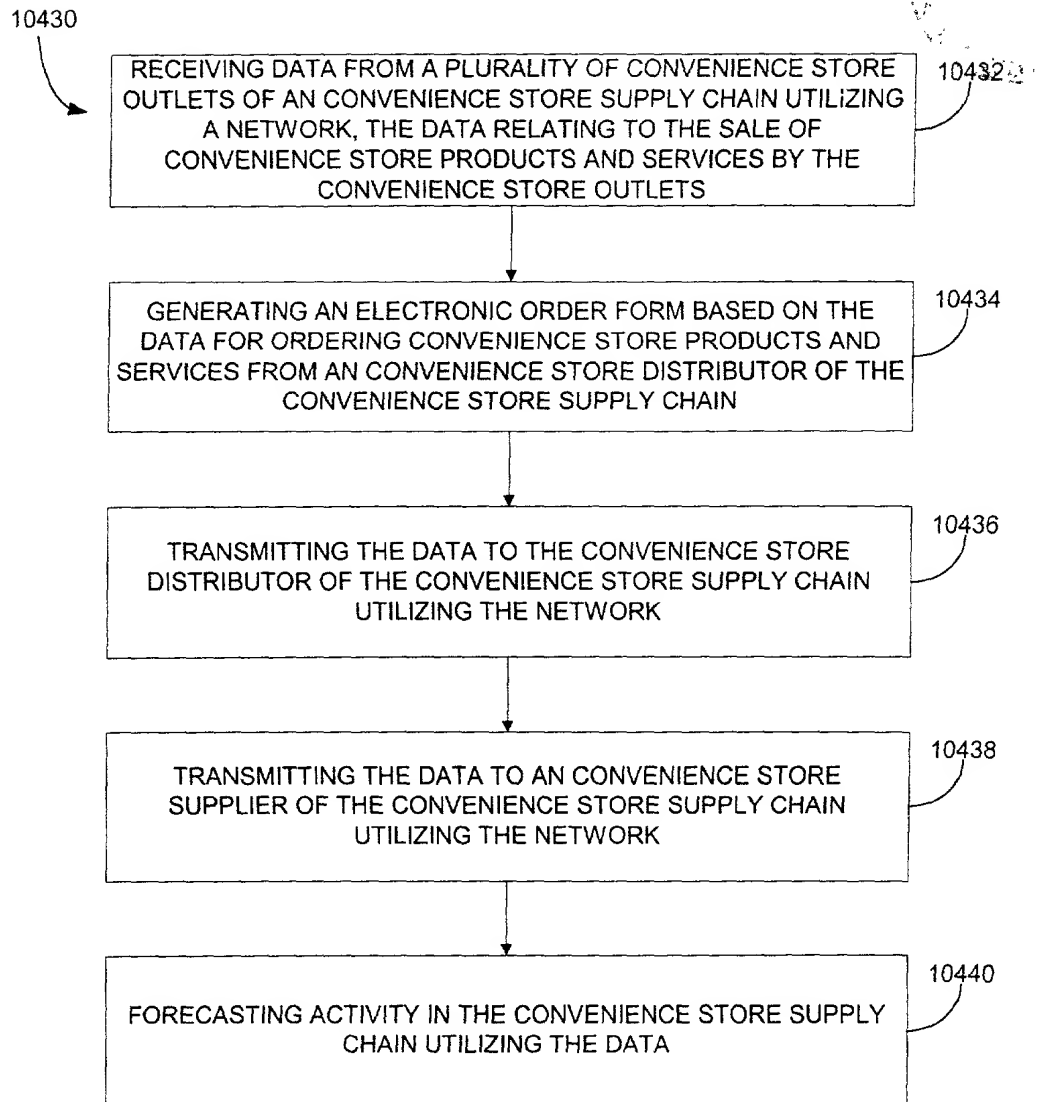 10430
RECEIVING DATA FROM A PLURALITY OF CONVENIENCE STORE
OUTLETS OF AN CONVENIENCE STORE SUPPLY CHAIN UTILIZING
A NETWORK, THE DATA RELATING TO THE SALE OF
CONVENIENCE STORE PRODUCTS AND SERVICES BY THE
CONVENIENCE STORE OUTLETS
10432
GENERATING AN ELECTRONIC ORDER FORM BASED ON THE
DATA FOR ORDERING CONVENIENCE STORE PRODUCTS AND
SERVICES FROM AN CONVENIENCE STORE DISTRIBUTOR OF THE
CONVENIENCE STORE SUPPLY CHAIN
10434
TRANSMITTING THE DATA TO THE CONVENIENCE STORE
DISTRIBUTOR OF THE CONVENIENCE STORE SUPPLY CHAIN
UTILIZING THE NETWORK
10436
TRANSMITTING THE DATA TO AN CONVENIENCE STORE
SUPPLIER OF THE CONVENIENCE STORE SUPPLY CHAIN
UTILIZING THE NETWORK
10438
FORECASTING ACTIVITY IN THE CONVENIENCE STORE SUPPLY
CHAIN UTILIZING THE DATA
10440